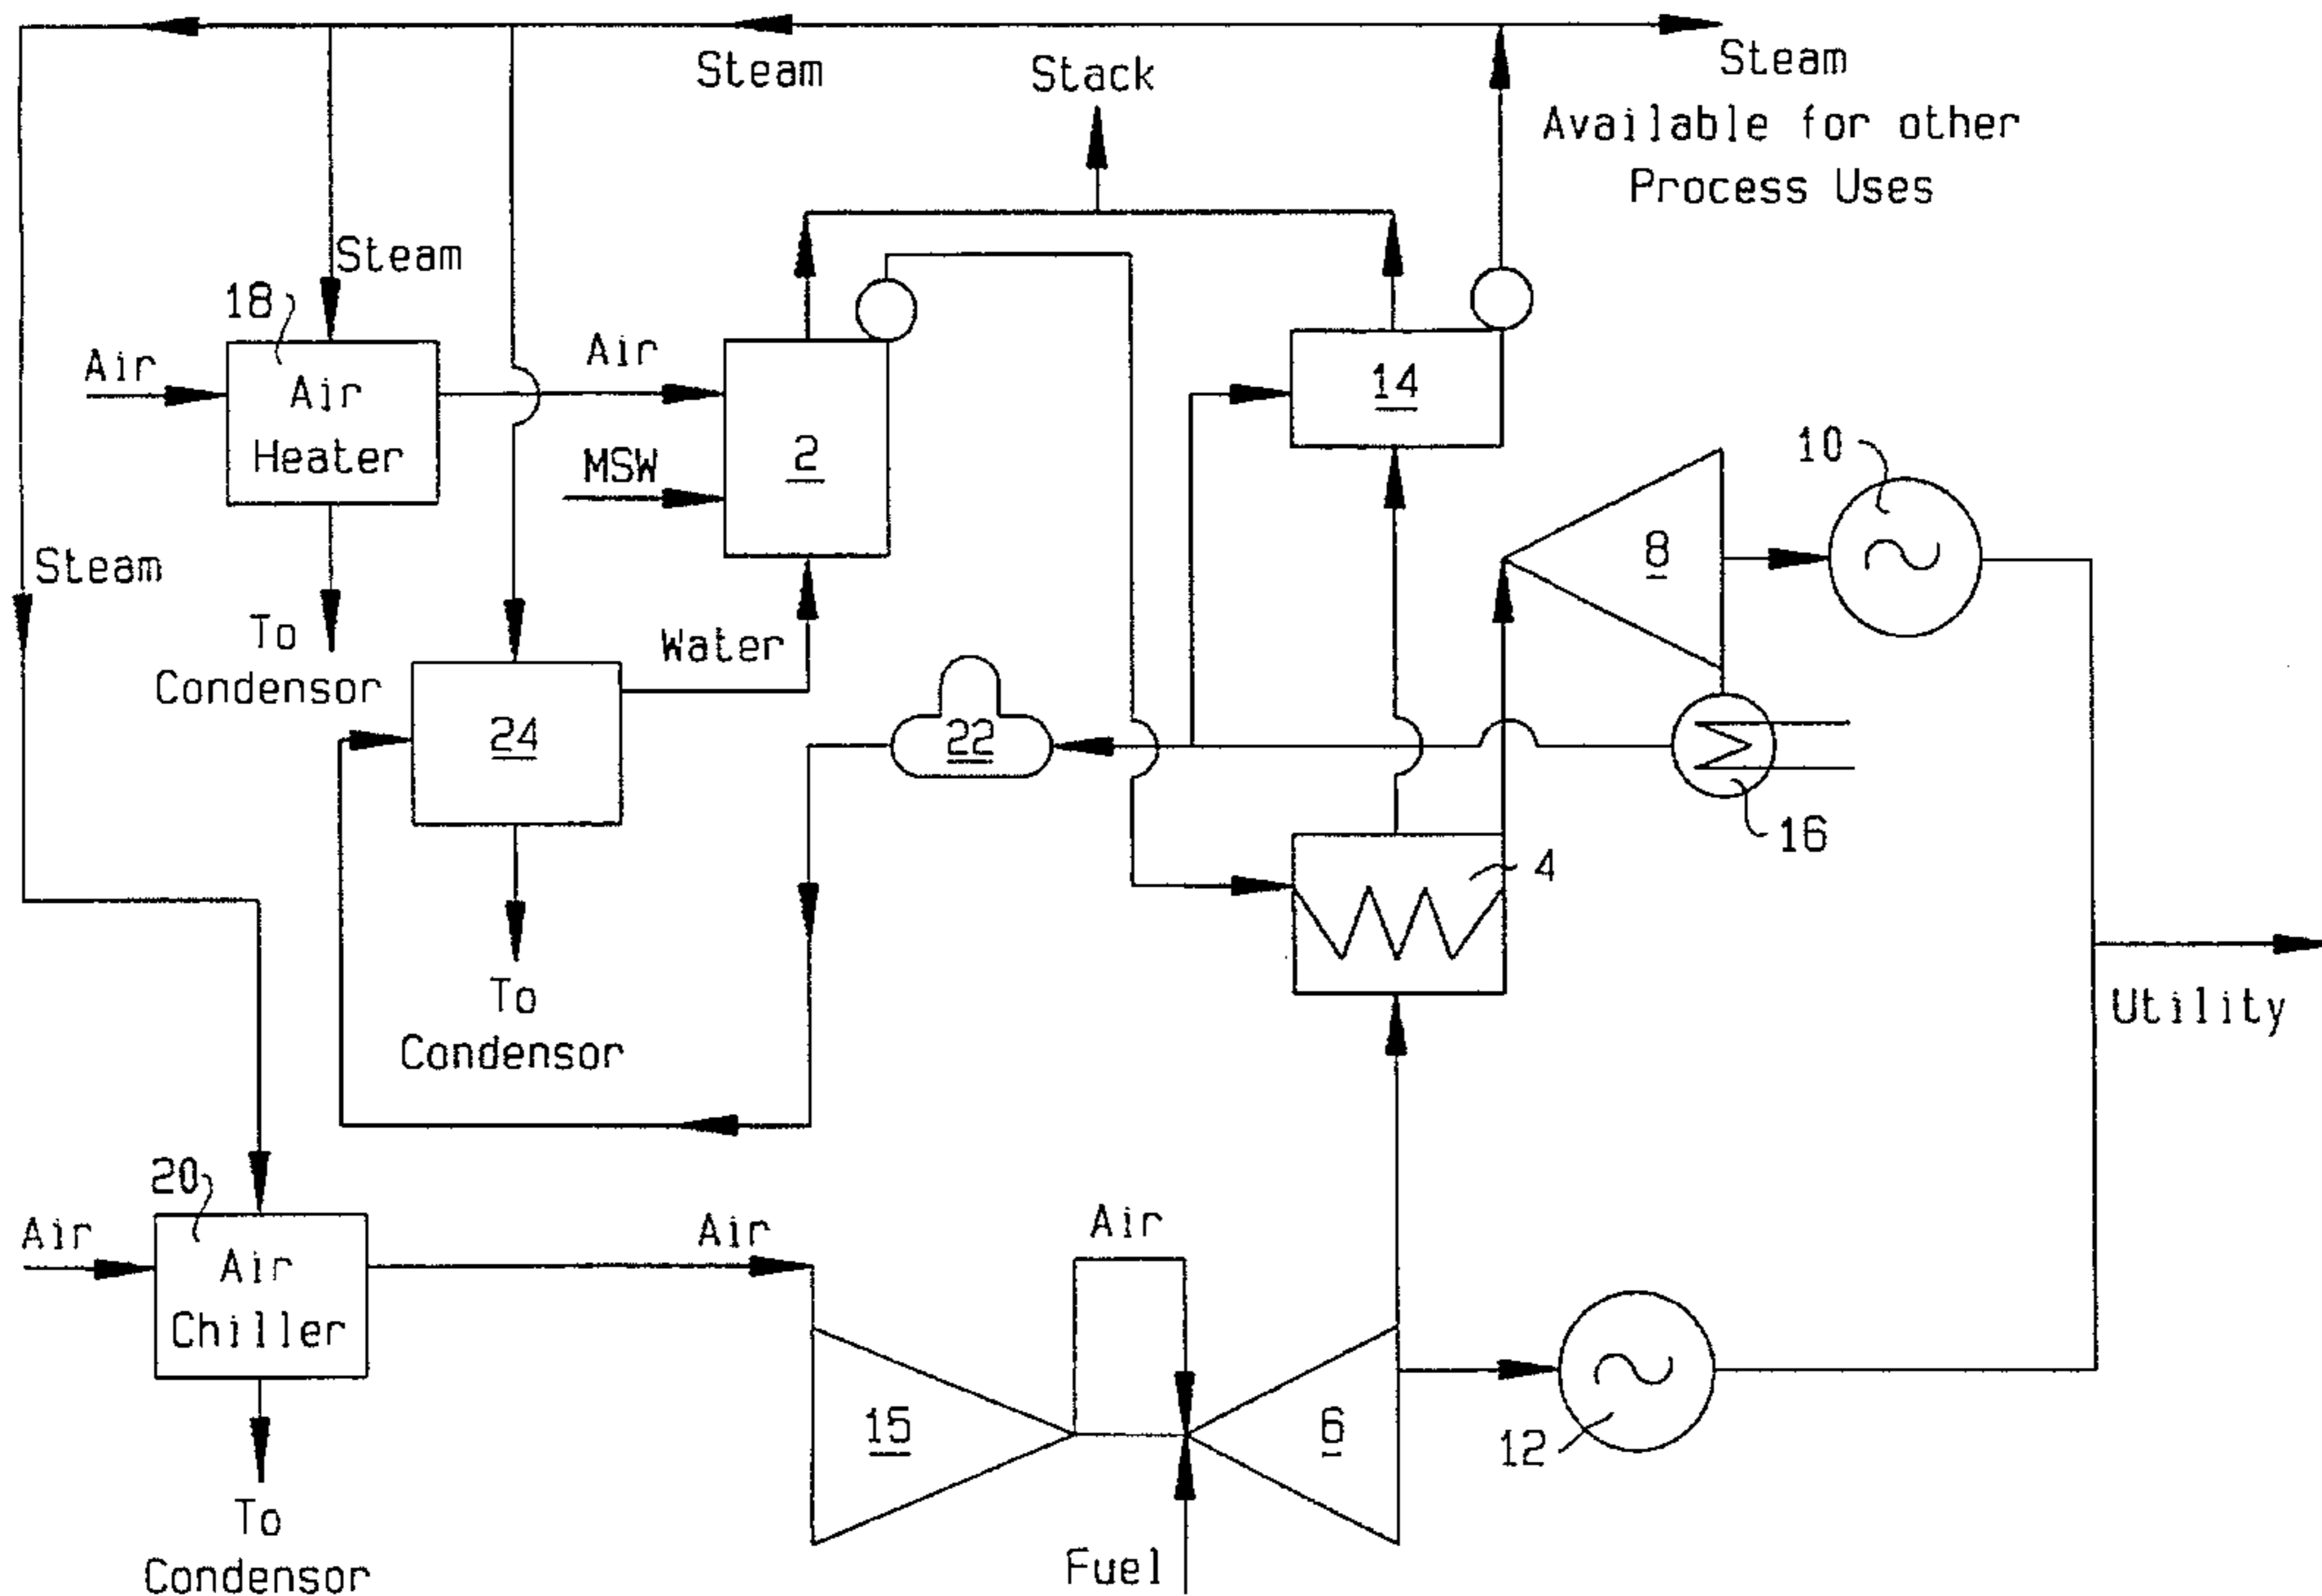 Steam
Stack
Steam
Available for other
Process Uses
Steam
18
Air
Air
Heater
Air
MSW
2
14
10
8
Steam
To
Condensor
Water
24
22
16
4
To
Condensor
Utility
20
Air
Air
Chiller
Air
Air
15
6
12
To
Condensor
Fuel